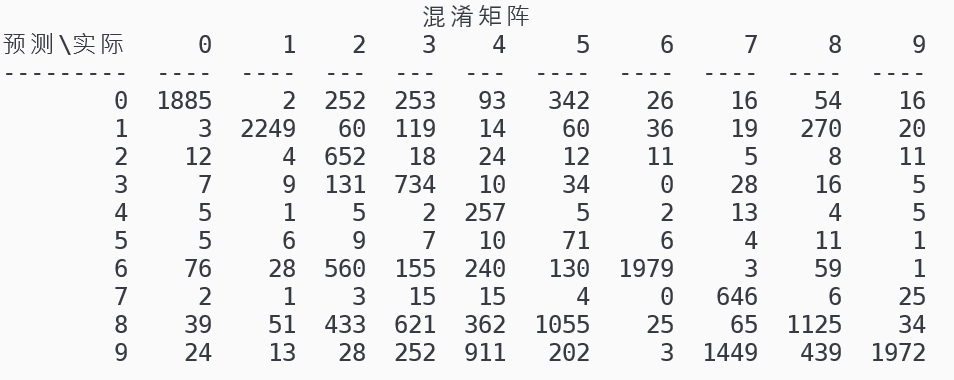 混淆矩阵
预测\实际 0 1 2 3 4 5 6 7 8 9
--------- ---- ---- --- --- --- ---- ---- ---- ---- ----
0 1885 2 252 253 93 342 26 16 54 16
1 3 2249 60 119 14 60 36 19 270 20
2 12 4 652 18 24 12 11 5 8 11
3 7 9 131 734 10 34 0 28 16 5
4 5 1 5 2 257 5 2 13 4 5
5 5 6 9 7 10 71 6 4 11 1
6 76 28 560 155 240 130 1979 3 59 1
7 2 1 3 15 15 4 0 646 6 25
8 39 51 433 621 362 1055 25 65 1125 34
9 24 13 28 252 911 202 3 1449 439 1972